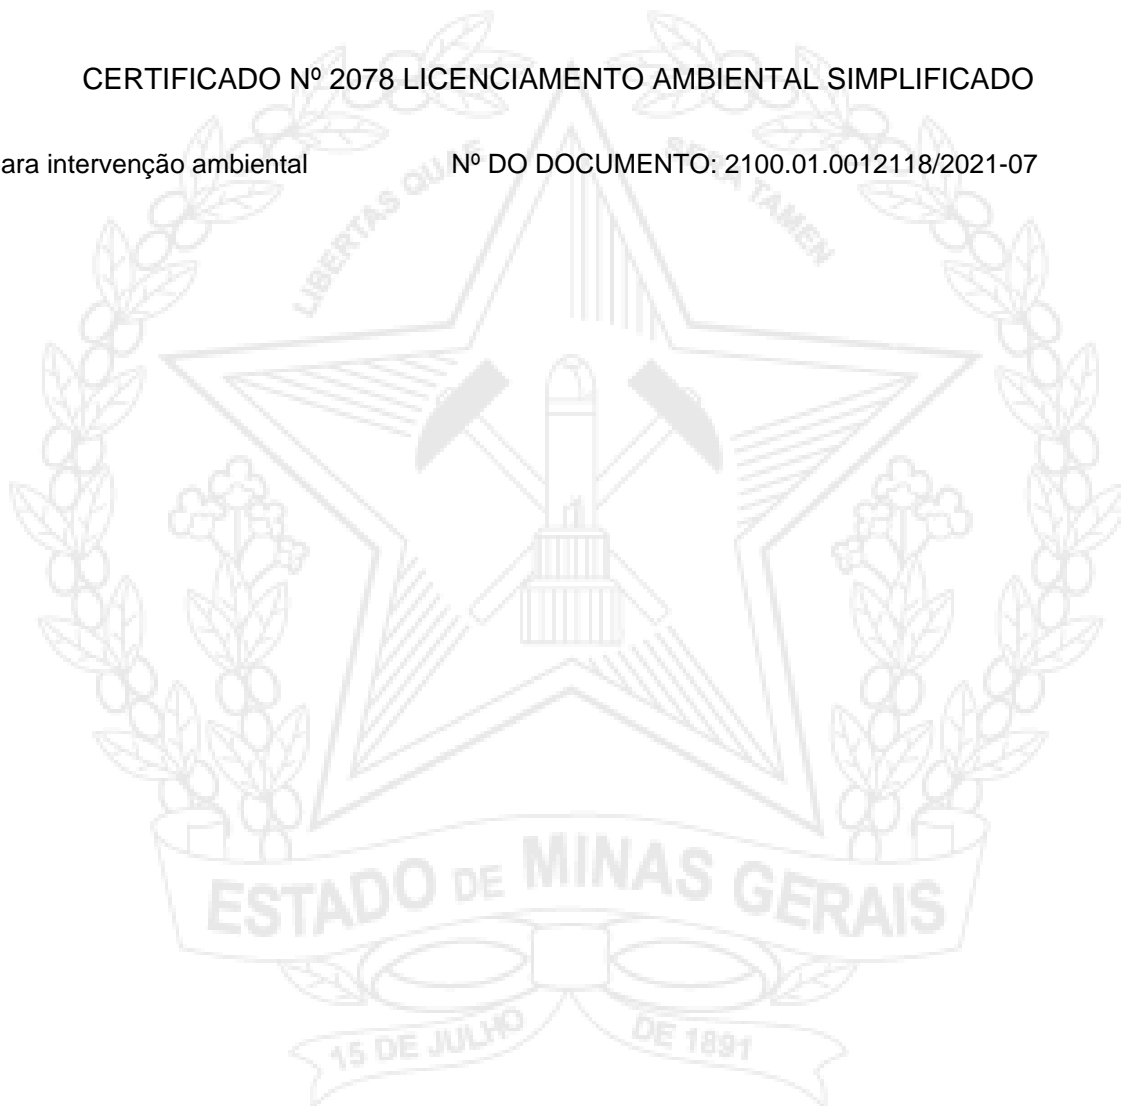 CERTIFICADO Nº 2078 LICENCIAMENTO AMBIENTAL SIMPLIFICADO
ara intervenção ambiental Nº DO DOCUMENTO: 2100.01.0012118/2021-07
LIBERTAS QUAE SERA TAMEN
ESTADO DE MINAS GERAIS
15 DE JULHO DE 1891